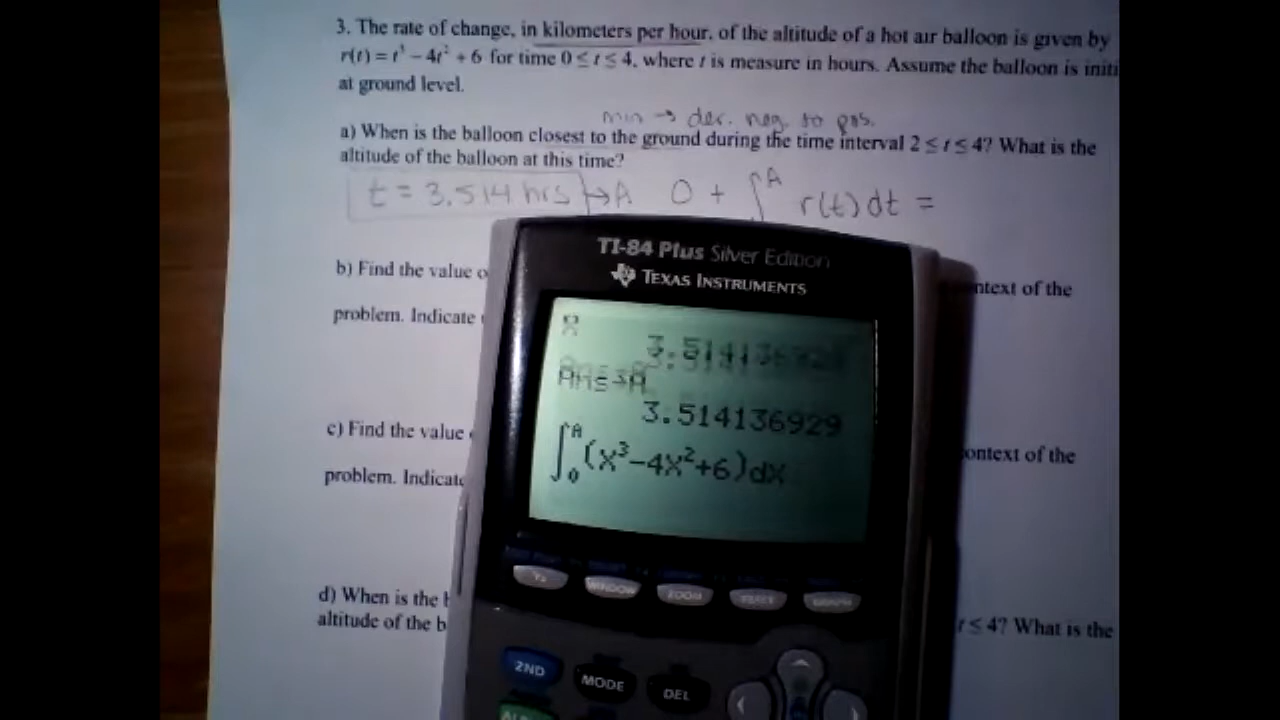 3. The rate of change, in kilometers per hour, of the altitude of a hot air balloon is given by
r(t) = t³ − 4t² + 6 for time 0 ≤ t ≤ 4, where t is measure in hours. Assume the balloon is initi
at ground level.
min → der. neg. to pos.
a) When is the balloon closest to the ground during the time interval 2 ≤ t ≤ 4? What is the
altitude of the balloon at this time?
t = 3.514 hrs → A 0 + ∫^A r(t)dt =
b) Find the value o
ntext of the
problem. Indicate
c) Find the value
ontext of the
problem. Indicate
d) When is the b
t ≤ 4? What is the
altitude of the b
TI-84 Plus Silver Edition
TEXAS INSTRUMENTS
X
3.514136929
Ans→A
3.514136929
∫₀^A (X³−4X²+6)dX
Y=
WINDOW
ZOOM
TRACE
GRAPH
2ND
MODE
DEL